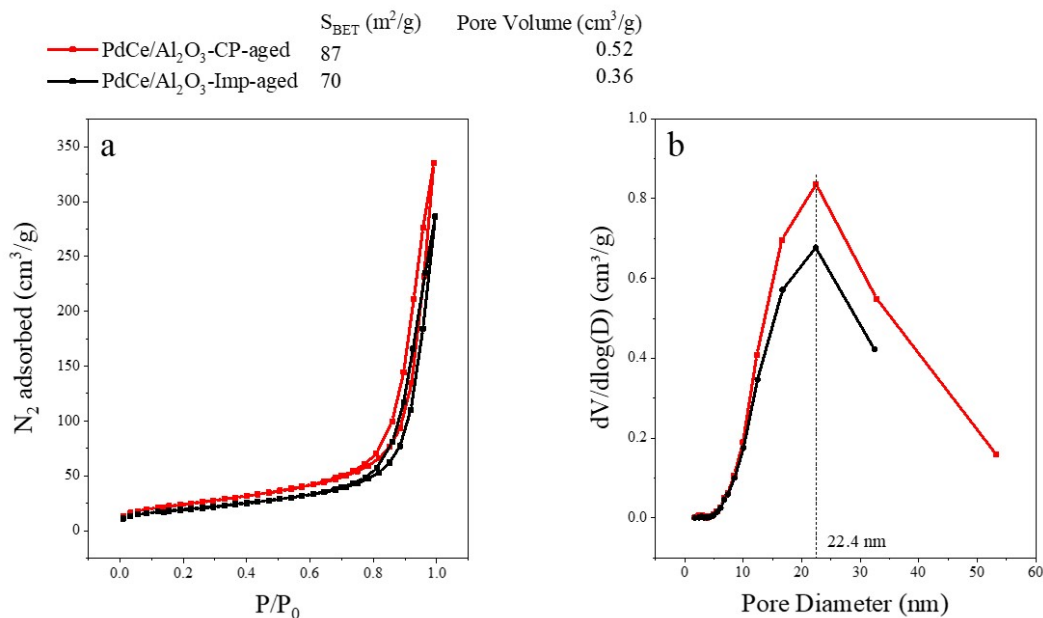 S_BET (m²/g) Pore Volume (cm³/g)
PdCe/Al₂O₃-CP-aged 87 0.52
PdCe/Al₂O₃-Imp-aged 70 0.36
a
350
300
250
200
150
100
50
0
N₂ adsorbed (cm³/g)
0.0 0.2 0.4 0.6 0.8 1.0
P/P₀
b
1.0
0.8
0.6
0.4
0.2
0.0
dV/dlog(D) (cm³/g)
22.4 nm
0 10 20 30 40 50 60
Pore Diameter (nm)